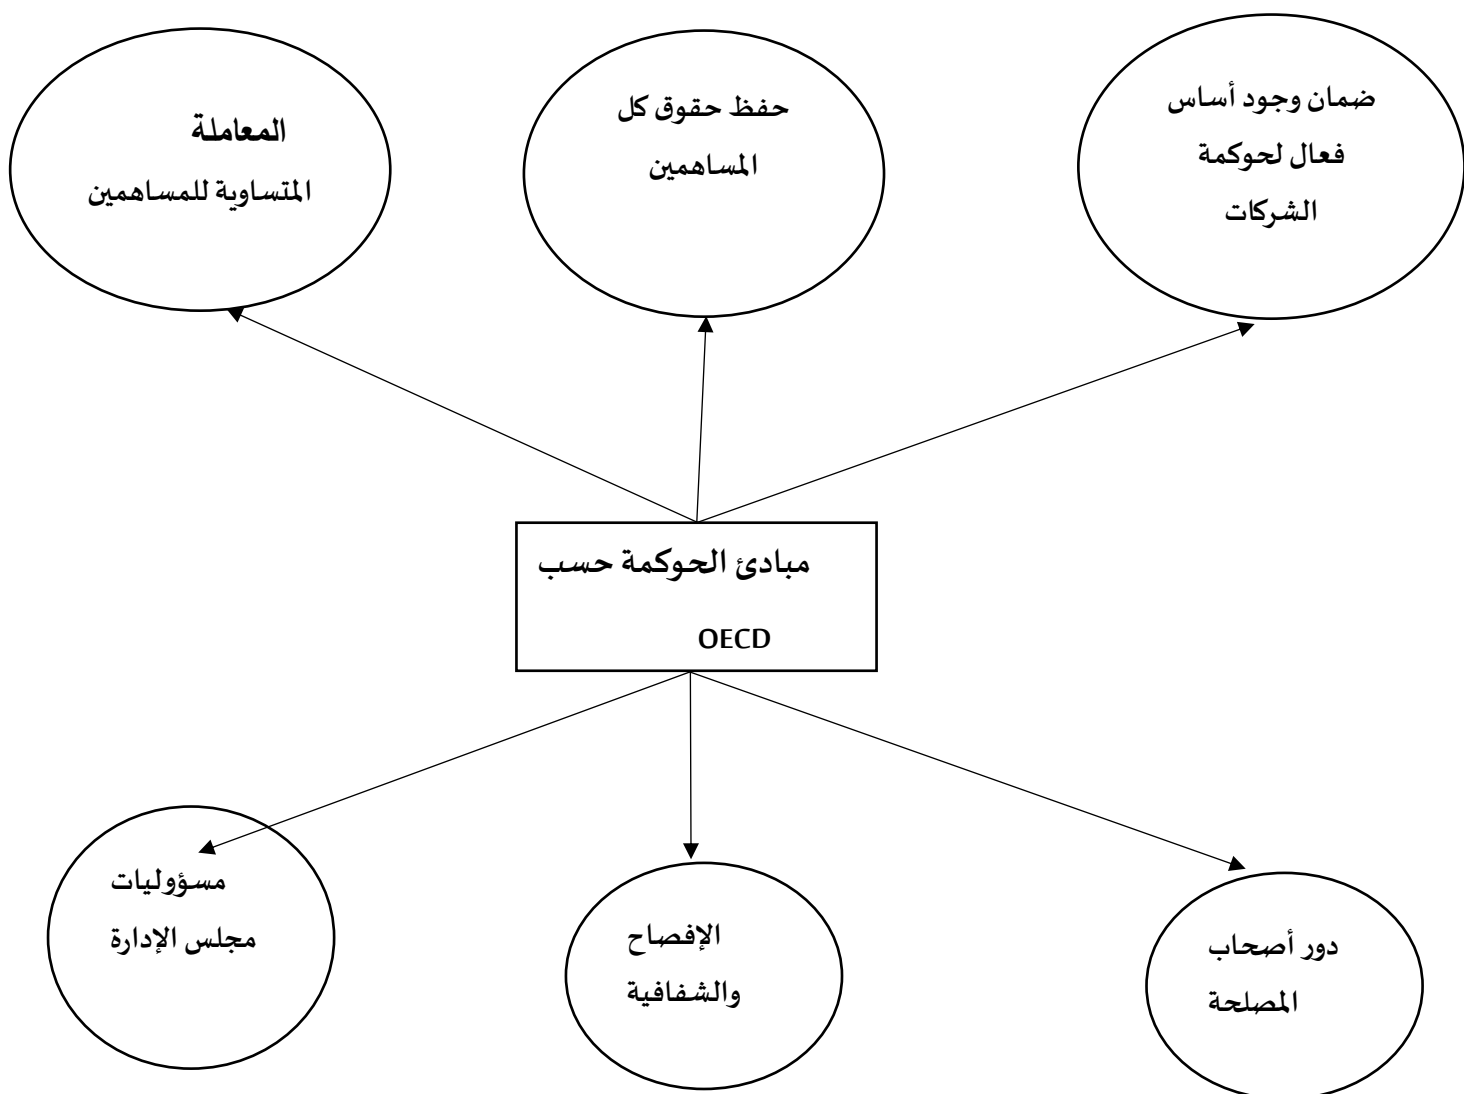 ضمان وجود أساس
فعال لحوكمة
الشركات
حفظ حقوق كل
المساهمين
المعاملة
المتساوية للمساهمين
مبادئ الحوكمة حسب
OECD
دور أصحاب
المصلحة
الإفصاح
والشفافية
مسؤوليات
مجلس الإدارة